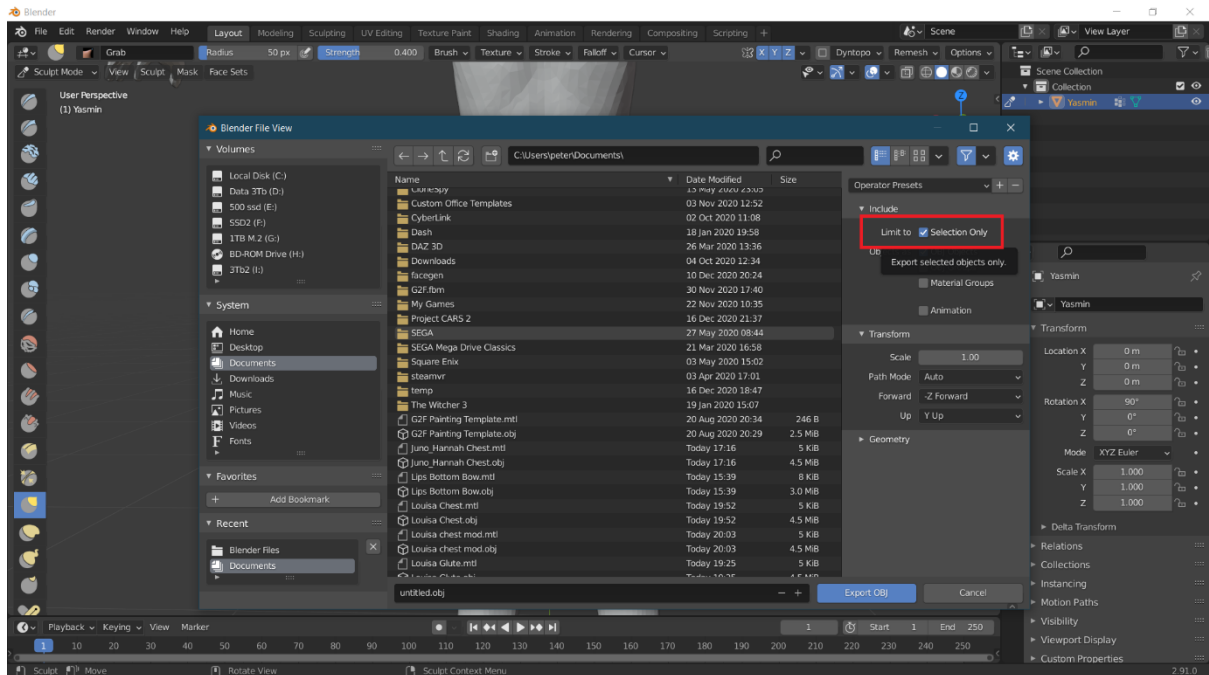 Blender
File Edit Render Window Help Layout Modeling Sculpting UV Editing Texture Paint Shading Animation Rendering Compositing Scripting + Scene View Layer
Grab Radius 50 px Strength 0.400 Brush Texture Stroke Falloff Cursor X Y Z Dyntopo Remesh Options
Sculpt Mode View Sculpt Mask Face Sets
Scene Collection
Collection
Yasmin
User Perspective
(1) Yasmin
Z
Blender File View
Volumes
Local Disk (C:)
Data 3Tb (D:)
500 ssd (E:)
SSD2 (F:)
1TB M.2 (G:)
BD-ROM Drive (H:)
3Tb2 (I:)
System
Home
Desktop
Documents
Downloads
Music
Pictures
Videos
Fonts
Favorites
+ Add Bookmark
Recent
Blender Files
Documents
C:\Users\peter\Documents\
Name Date Modified Size
CloneSpy 13 May 2020 23:05
Custom Office Templates 03 Nov 2020 12:52
CyberLink 02 Oct 2020 11:08
Dash 18 Jan 2020 19:58
DAZ 3D 26 Mar 2020 13:36
Downloads 04 Oct 2020 12:34
facegen 10 Dec 2020 20:24
G2F.fbm 30 Nov 2020 17:40
My Games 22 Nov 2020 10:35
Project CARS 2 16 Dec 2020 21:37
SEGA 27 May 2020 08:44
SEGA Mega Drive Classics 21 Mar 2020 16:58
Square Enix 03 May 2020 15:02
steamvr 03 Apr 2020 17:01
temp 16 Dec 2020 18:47
The Witcher 3 19 Jan 2020 15:07
G2F Painting Template.mtl 20 Aug 2020 20:34 246 B
G2F Painting Template.obj 20 Aug 2020 20:29 2.5 MiB
Juno_Hannah Chest.mtl Today 17:16 5 KiB
Juno_Hannah Chest.obj Today 17:16 4.5 MiB
Lips Bottom Bow.mtl Today 15:39 8 KiB
Lips Bottom Bow.obj Today 15:39 3.0 MiB
Louisa Chest.mtl Today 19:52 5 KiB
Louisa Chest.obj Today 19:52 4.5 MiB
Louisa chest mod.mtl Today 20:03 5 KiB
Louisa chest mod.obj Today 20:03 4.5 MiB
Louisa Glute.mtl Today 19:25 5 KiB
untitled.obj - + Export OBJ Cancel
Operator Presets + -
Include
Limit to Selection Only
Export selected objects only.
Material Groups
Animation
Transform
Scale 1.00
Path Mode Auto
Forward -Z Forward
Up Y Up
Geometry
Yasmin
Yasmin
Transform
Location X 0 m
Y 0 m
Z 0 m
Rotation X 90°
Y 0°
Z 0°
Mode XYZ Euler
Scale X 1.000
Y 1.000
Z 1.000
Delta Transform
Relations
Collections
Instancing
Motion Paths
Visibility
Viewport Display
Custom Properties
Playback Keying View Marker 1 Start 1 End 250
1 10 20 30 40 50 60 70 80 90 100 110 120 130 140 150 160 170 180 190 200 210 220 230 240 250
Sculpt Move Rotate View Sculpt Context Menu 2.91.0